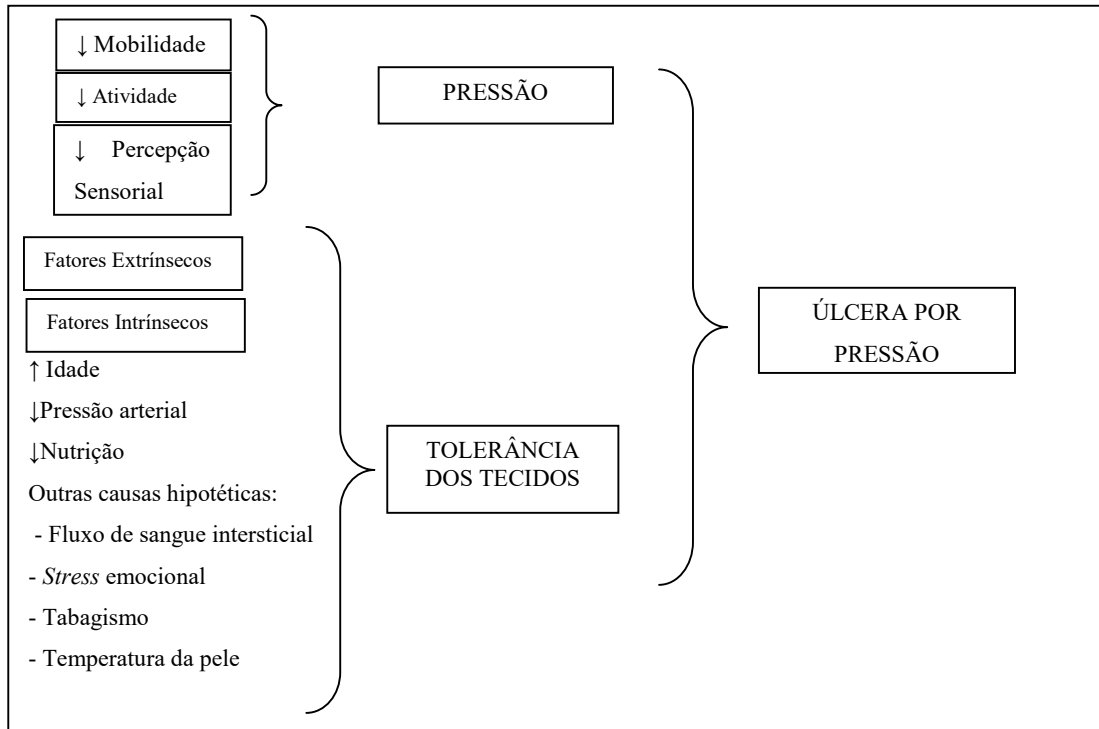 ↓ Mobilidade
↓ Atividade
↓ Percepção
Sensorial
PRESSÃO
Fatores Extrínsecos
Fatores Intrínsecos
↑ Idade
↓Pressão arterial
↓Nutrição
Outras causas hipotéticas:
- Fluxo de sangue intersticial
- Stress emocional
- Tabagismo
- Temperatura da pele
TOLERÂNCIA
DOS TECIDOS
ÚLCERA POR
PRESSÃO